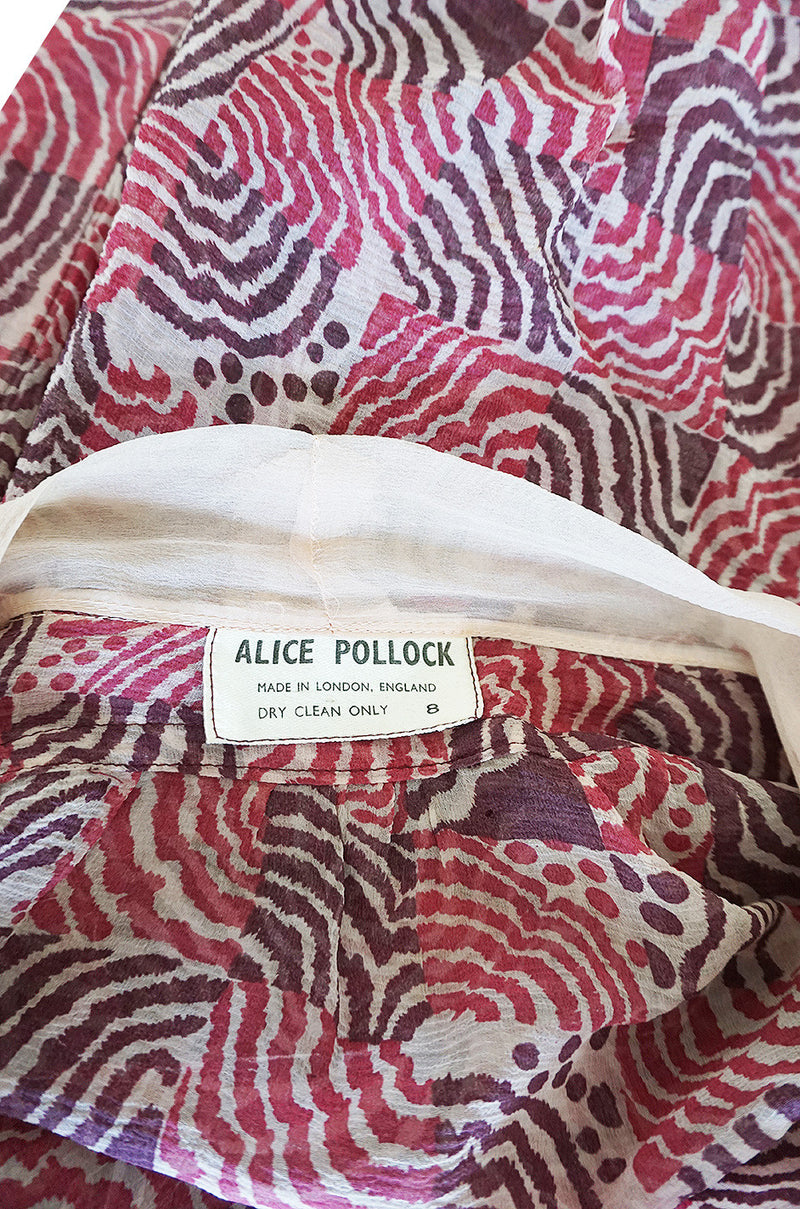 ALICE POLLOCK
MADE IN LONDON, ENGLAND
DRY CLEAN ONLY 8